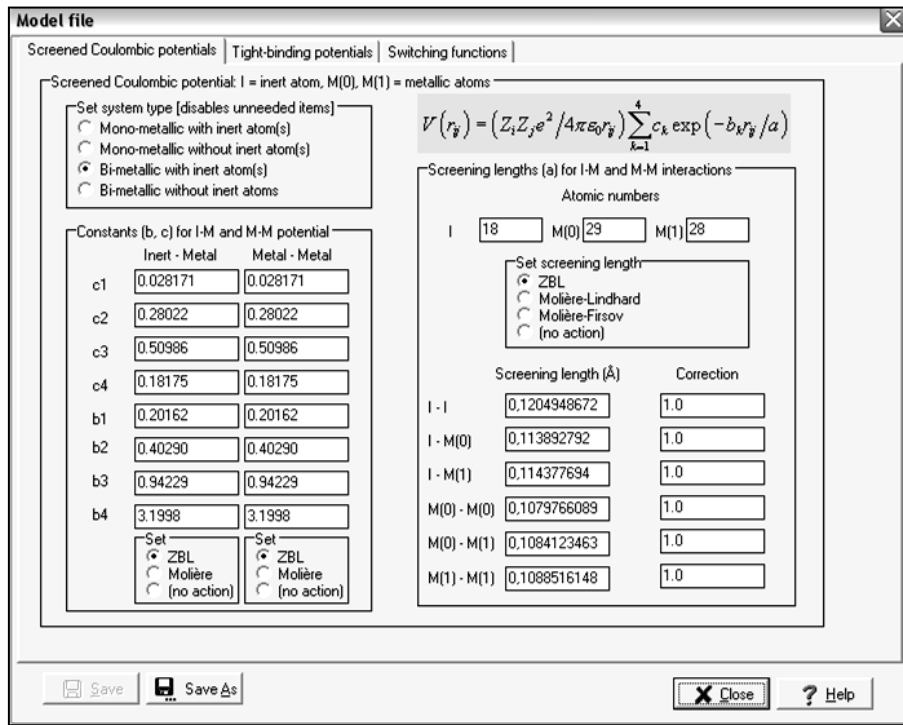 Model file
Screened Coulombic potentials Tight-binding potentials Switching functions
Screened Coulombic potential: I = inert atom, M(0), M(1) = metallic atoms
Set system type [disables unneeded items]
Mono-metallic with inert atom(s)
Mono-metallic without inert atom(s)
Bi-metallic with inert atom(s)
Bi-metallic without inert atoms
V(r_ij) = (Z_i Z_j e^2/4πε_0 r_ij) ∑_{k=1}^{4} c_k exp(−b_k r_ij/a)
Constants (b, c) for I-M and M-M potential
Inert - Metal Metal - Metal
c1 0.028171 0.028171
c2 0.28022 0.28022
c3 0.50986 0.50986
c4 0.18175 0.18175
b1 0.20162 0.20162
b2 0.40290 0.40290
b3 0.94229 0.94229
b4 3.1998 3.1998
Set Set
ZBL ZBL
Molière Molière
(no action) (no action)
Screening lengths (a) for I-M and M-M interactions
Atomic numbers
I 18 M(0) 29 M(1) 28
Set screening length
ZBL
Molière-Lindhard
Molière-Firsov
(no action)
Screening length (Å) Correction
I - I 0,1204948672 1.0
I - M(0) 0,113892792 1.0
I - M(1) 0,114377694 1.0
M(0) - M(0) 0,1079766089 1.0
M(0) - M(1) 0,1084123463 1.0
M(1) - M(1) 0,1088516148 1.0
Save Save As Close Help